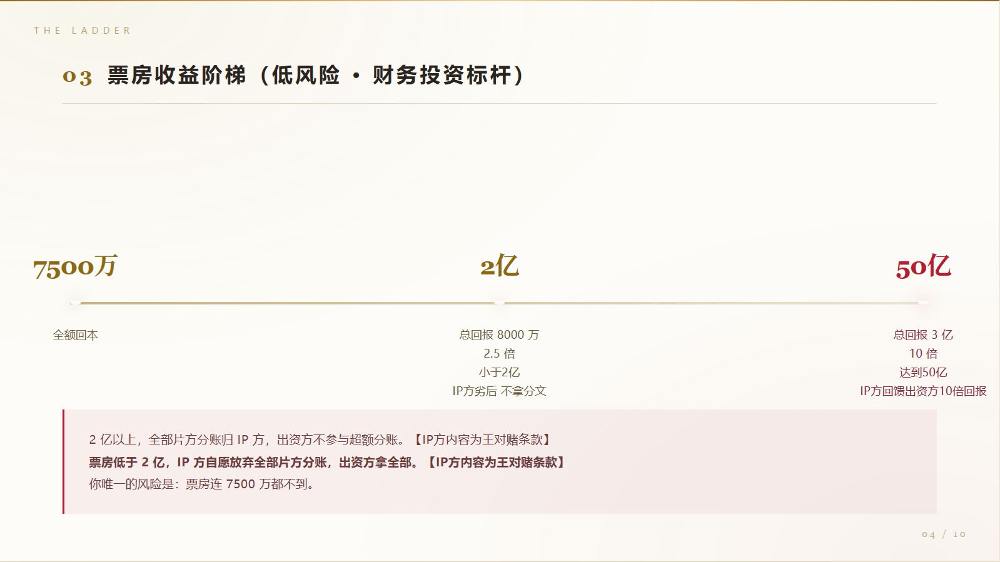 THE LADDER
03 票房收益阶梯（低风险 • 财务投资标杆）
7500万
全额回本
2亿
总回报 8000 万
2.5 倍
小于2亿
IP方劣后 不拿分文
50亿
总回报 3 亿
10 倍
达到50亿
IP方回馈出资方10倍回报
2 亿以上，全部片方分账归 IP 方，出资方不参与超额分账。【IP方内容为王对赌条款】
票房低于 2 亿，IP 方自愿放弃全部片方分账，出资方拿全部。【IP方内容为王对赌条款】
你唯一的风险是：票房连 7500 万都不到。
04 / 10